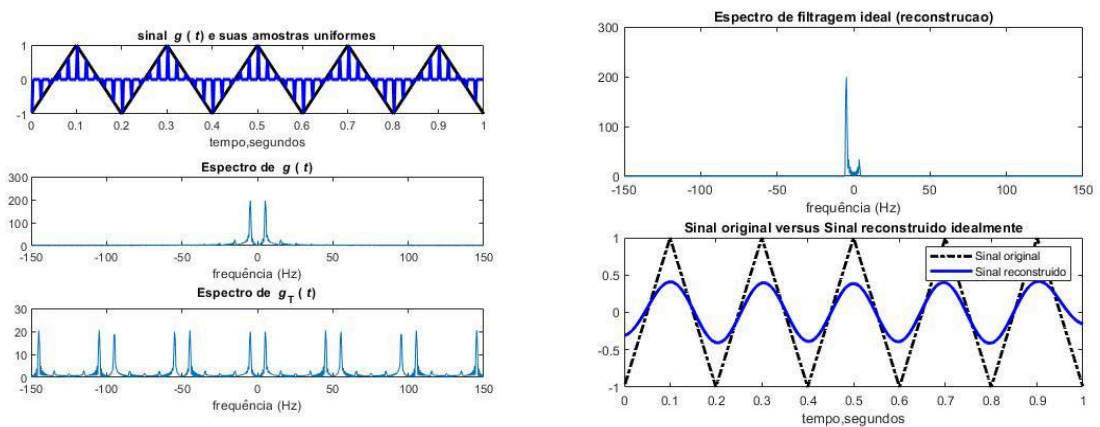 sinal g ( t) e suas amostras uniformes
1
0
-1
0 0.1 0.2 0.3 0.4 0.5 0.6 0.7 0.8 0.9 1
tempo,segundos
Espectro de g ( t)
300
200
100
0
-150 -100 -50 0 50 100 150
frequência (Hz)
Espectro de g_T ( t)
30
20
10
0
-150 -100 -50 0 50 100 150
frequência (Hz)
Espectro de filtragem ideal (reconstrucao)
300
200
100
0
-150 -100 -50 0 50 100 150
frequência (Hz)
Sinal original versus Sinal reconstruido idealmente
Sinal original
Sinal reconstruido
1
0.5
0
-0.5
-1
0 0.1 0.2 0.3 0.4 0.5 0.6 0.7 0.8 0.9 1
tempo,segundos